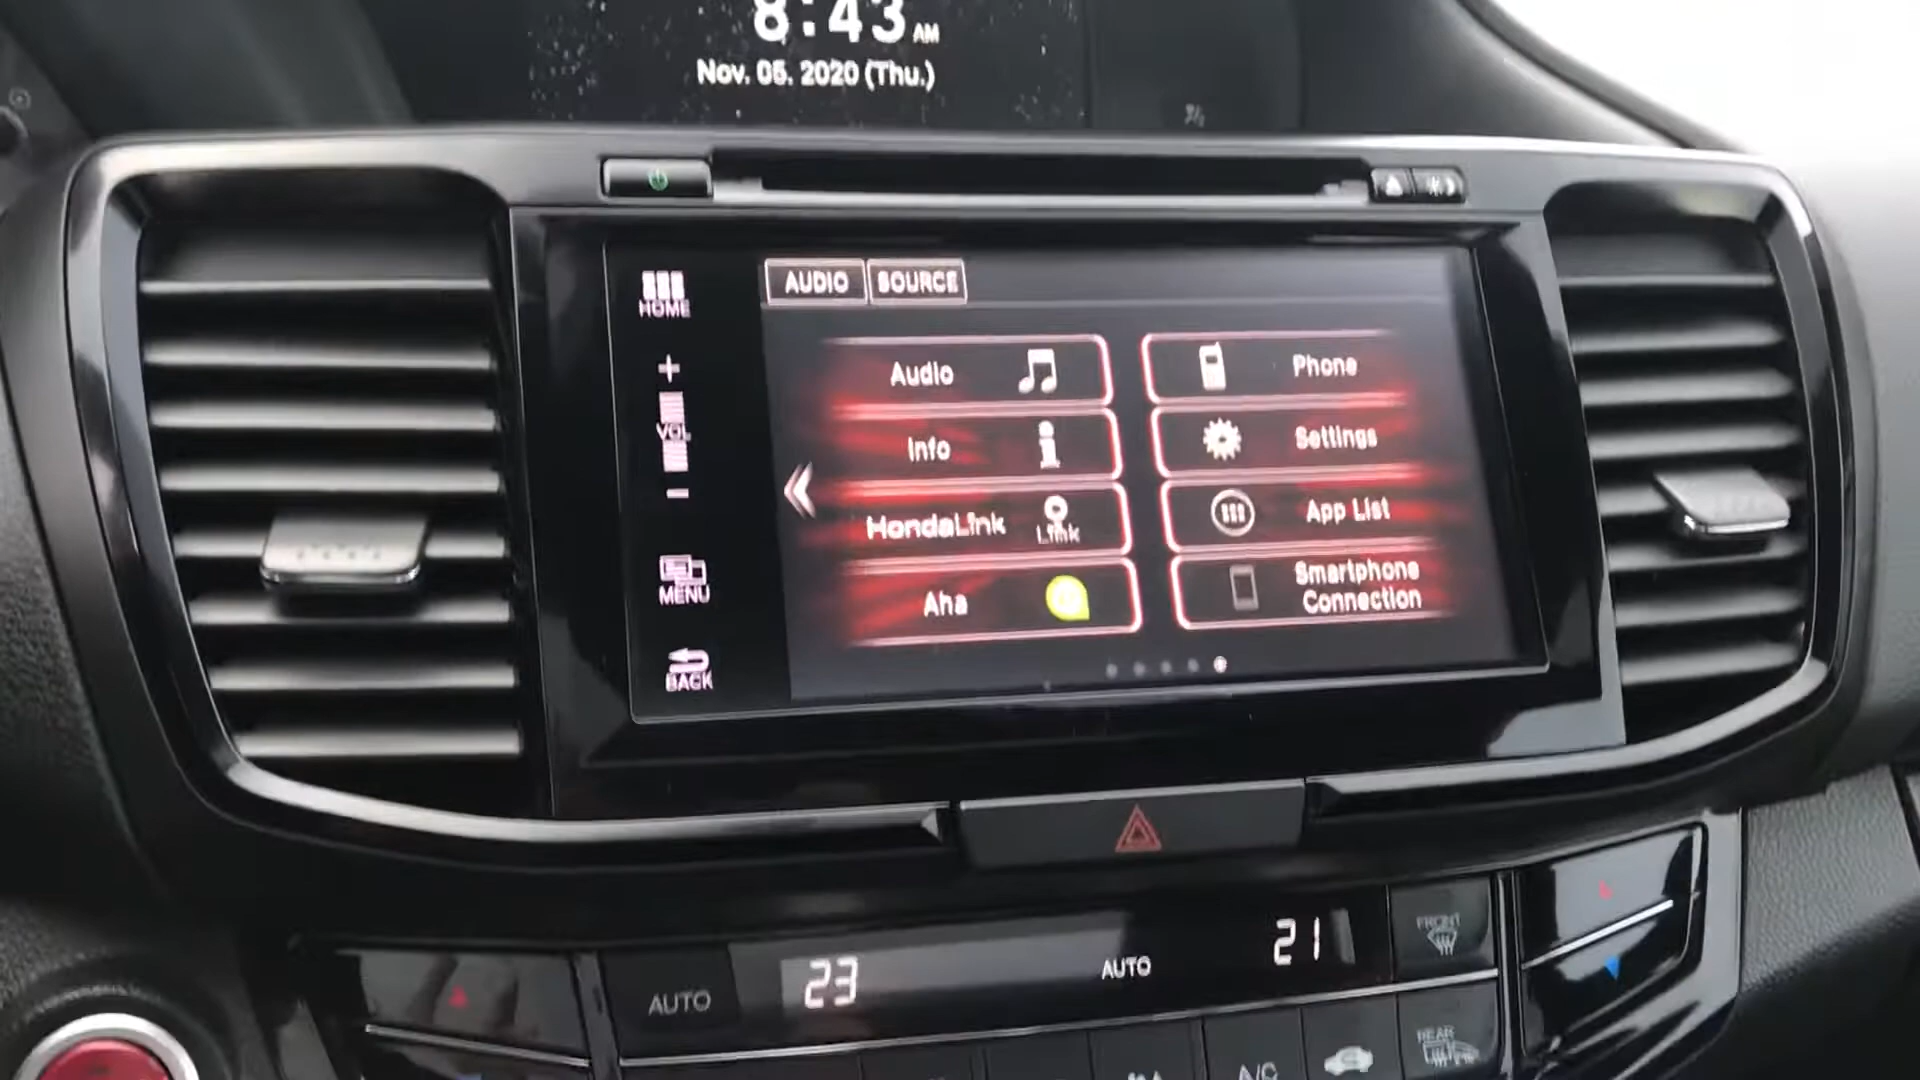 8:43 AM
Nov. 05. 2020 (Thu.)
HOME
AUDIO
SOURCE
+
VOL
-
MENU
BACK
Audio
Phone
Info
Settings
HondaLink
Link
App List
Aha
Smartphone
Connection
AUTO
23
AUTO
21
FRONT
A/C
REAR